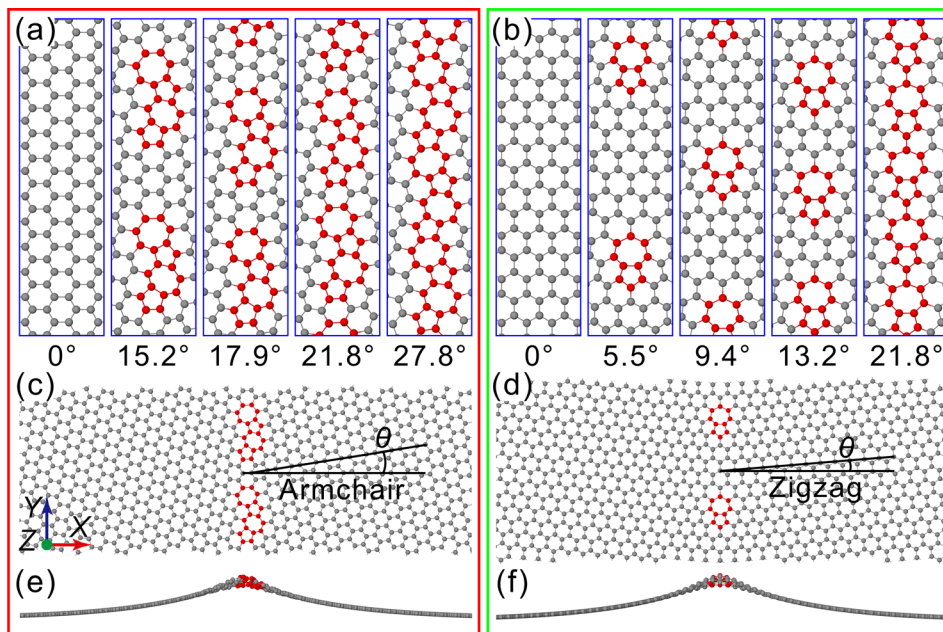 (a)
0° 15.2° 17.9° 21.8° 27.8°
(b)
0° 5.5° 9.4° 13.2° 21.8°
(c)
θ
Armchair
Y
Z X
(d)
θ
Zigzag
(e)
(f)